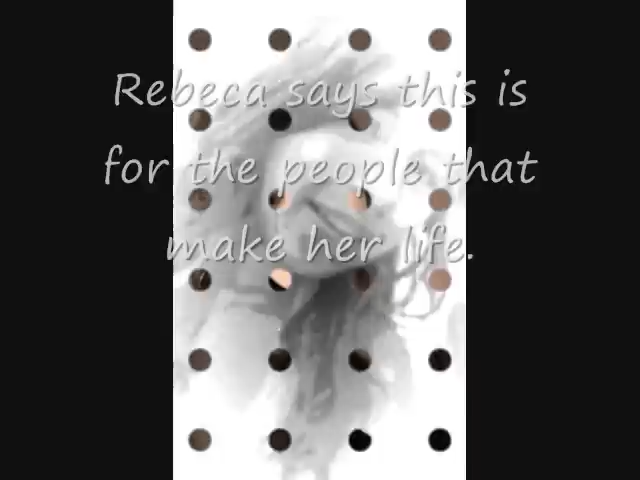 Rebeca says this is
for the people that
make her life.